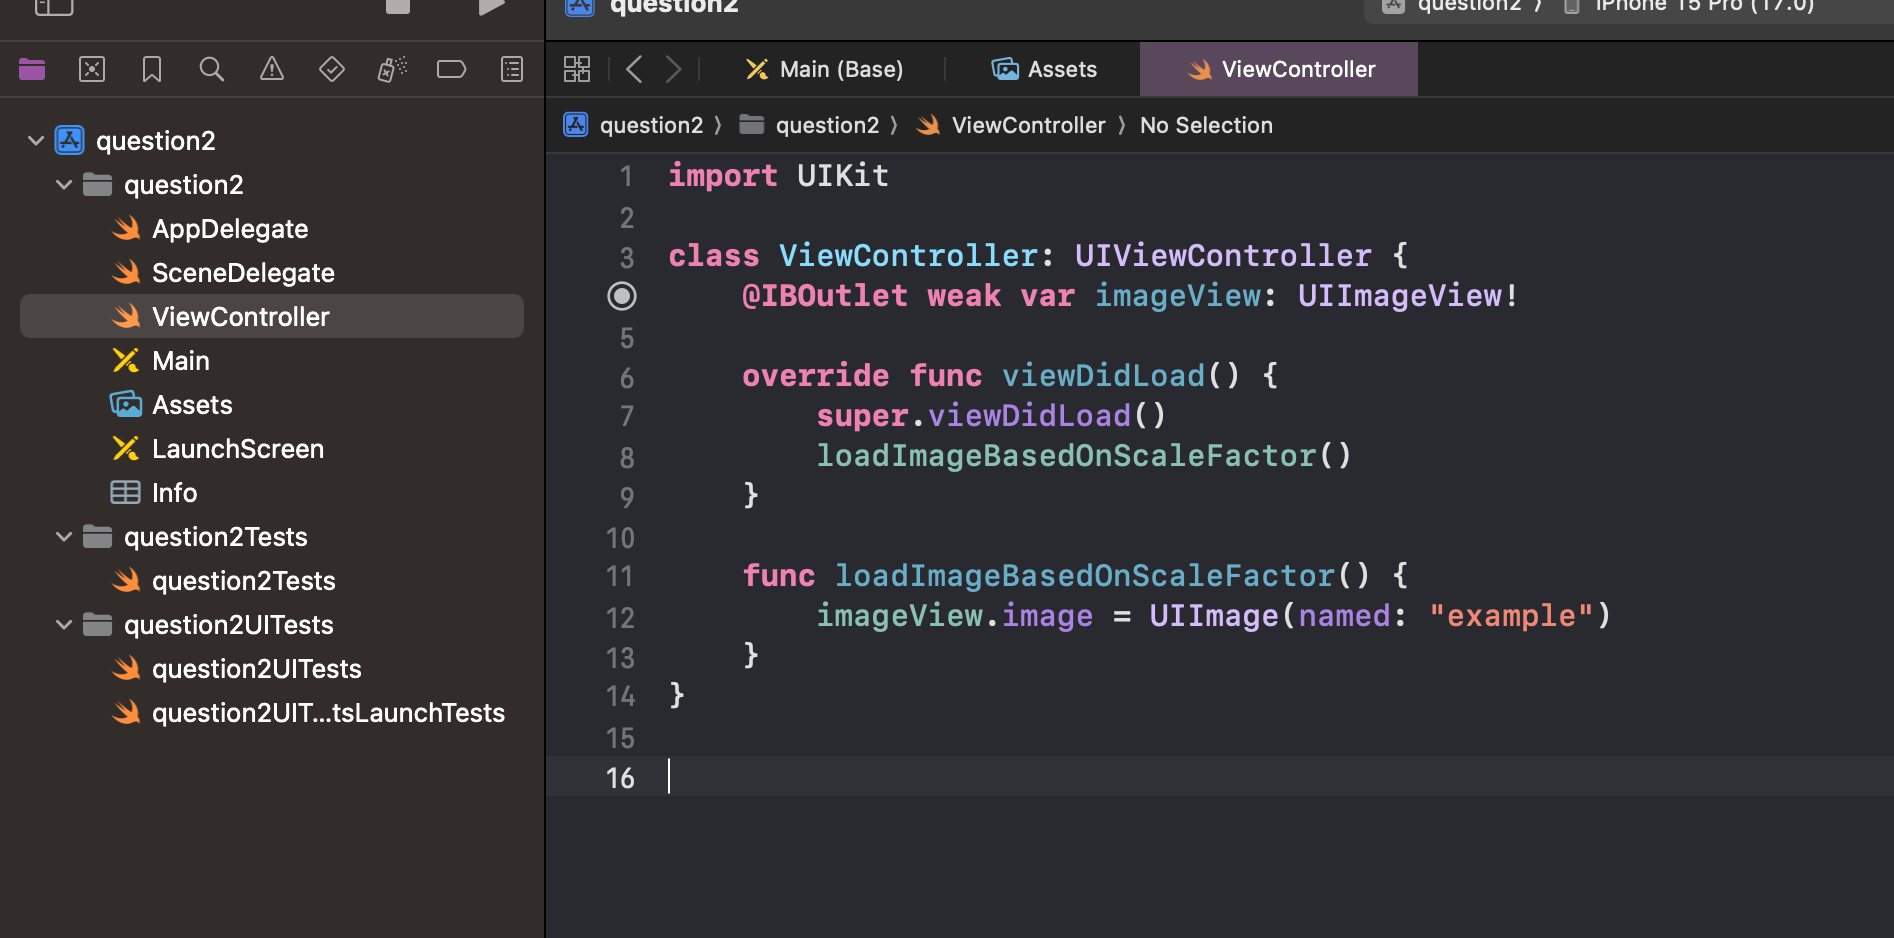 question2
question2 〉 iPhone 15 Pro (17.0)
Main (Base)
Assets
ViewController
question2 〉 question2 〉 ViewController 〉 No Selection
question2
question2
AppDelegate
SceneDelegate
ViewController
Main
Assets
LaunchScreen
Info
question2Tests
question2Tests
question2UITests
question2UITests
question2UIT...tsLaunchTests
1 import UIKit
2
3 class ViewController: UIViewController {
@IBOutlet weak var imageView: UIImageView!
5
6 override func viewDidLoad() {
7 super.viewDidLoad()
8 loadImageBasedOnScaleFactor()
9 }
10
11 func loadImageBasedOnScaleFactor() {
12 imageView.image = UIImage(named: "example")
13 }
14 }
15
16